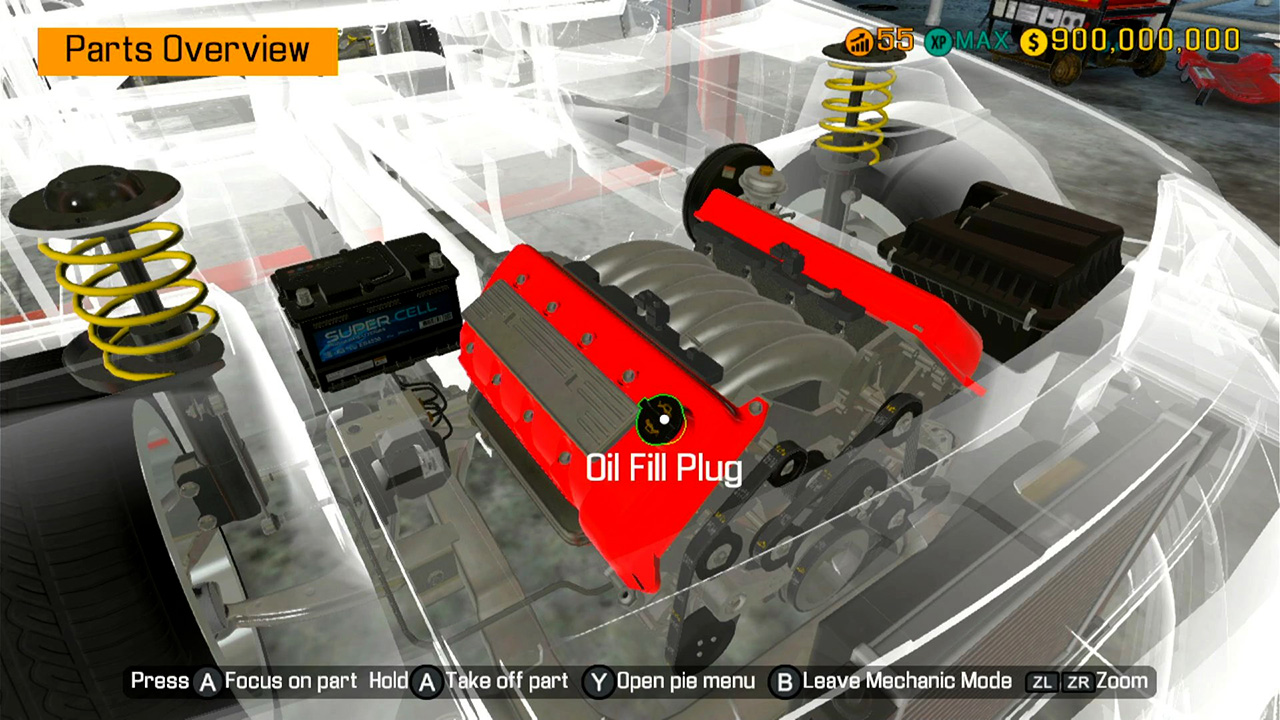 Parts Overview
55 XP MAX $ 900,000,000
SUPER CELL
Oil Fill Plug
Press A Focus on part Hold A Take off part Y Open pie menu B Leave Mechanic Mode ZL ZR Zoom